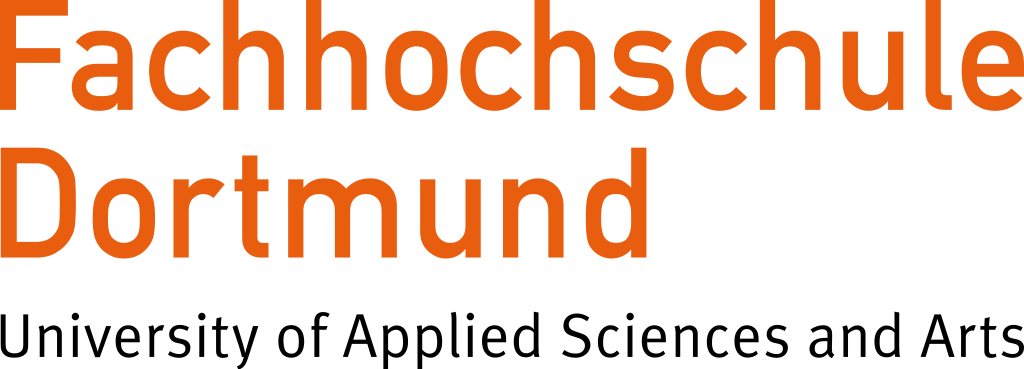 Fachhochschule
Dortmund
University of Applied Sciences and Arts